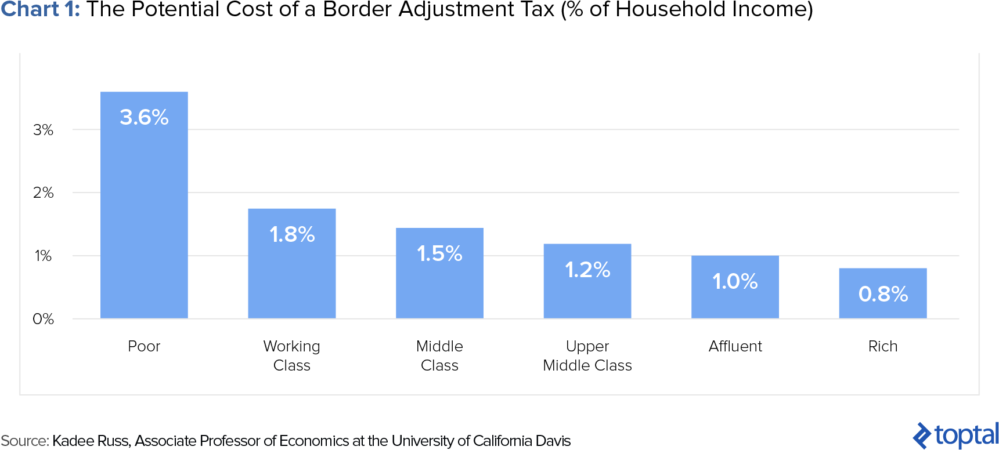 Chart 1: The Potential Cost of a Border Adjustment Tax (% of Household Income)
3.6%
3%
2%
1.8%
1.5%
1%
1.2%
1.0%
0.8%
0%
Poor
Working
Class
Middle
Class
Upper
Middle Class
Affluent
Rich
Source: Kadee Russ, Associate Professor of Economics at the University of California Davis
toptal